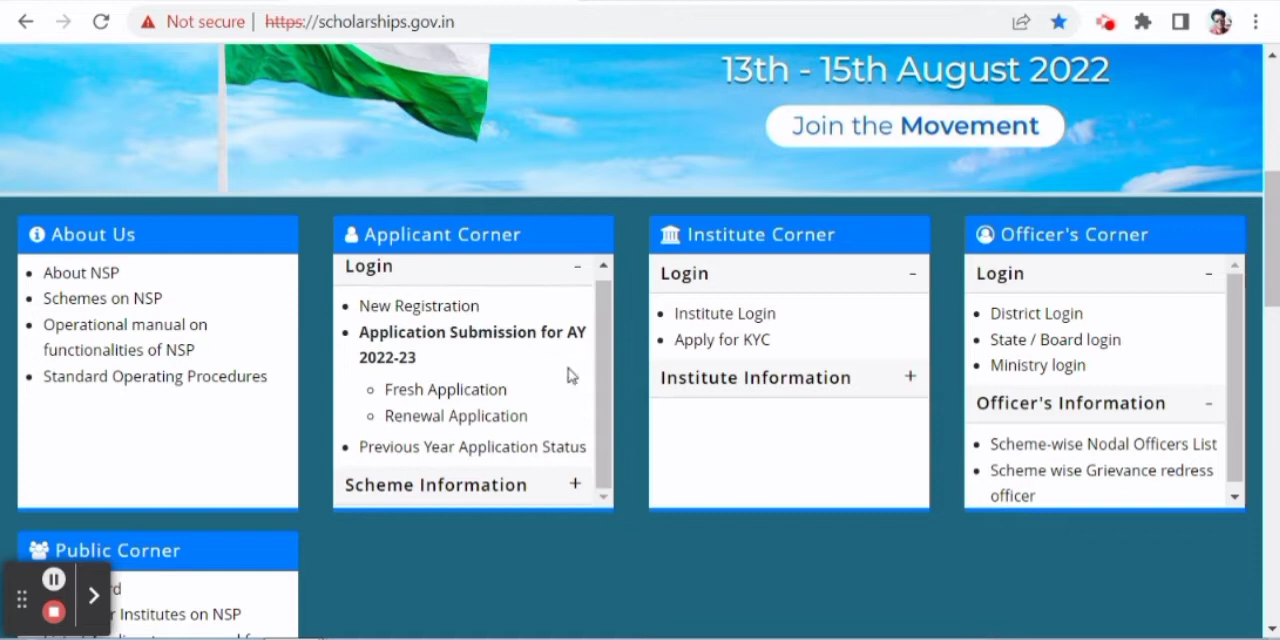 Not secure | https://scholarships.gov.in
13th - 15th August 2022
Join the Movement
About Us
About NSP
Schemes on NSP
Operational manual on
functionalities of NSP
Standard Operating Procedures
Applicant Corner
Login -
New Registration
Application Submission for AY
2022-23
Fresh Application
Renewal Application
Previous Year Application Status
Scheme Information +
Institute Corner
Login -
Institute Login
Apply for KYC
Institute Information +
Officer's Corner
Login -
District Login
State / Board login
Ministry login
Officer's Information -
Scheme-wise Nodal Officers List
Scheme wise Grievance redress
officer
Public Corner
Institutes on NSP